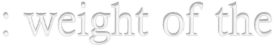 : weight of the